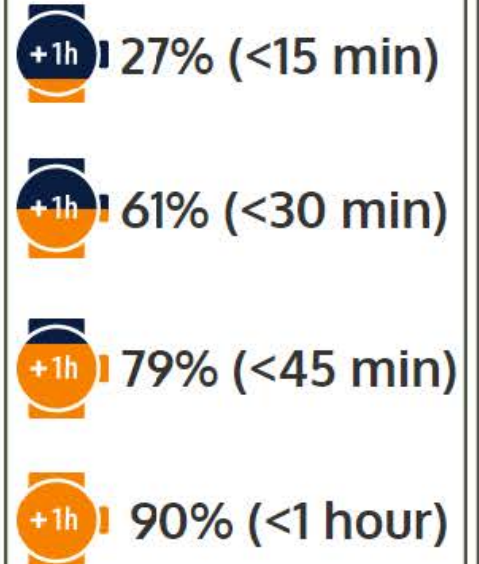 +1h 27% (<15 min)
+1h 61% (<30 min)
+1h 79% (<45 min)
+1h 90% (<1 hour)